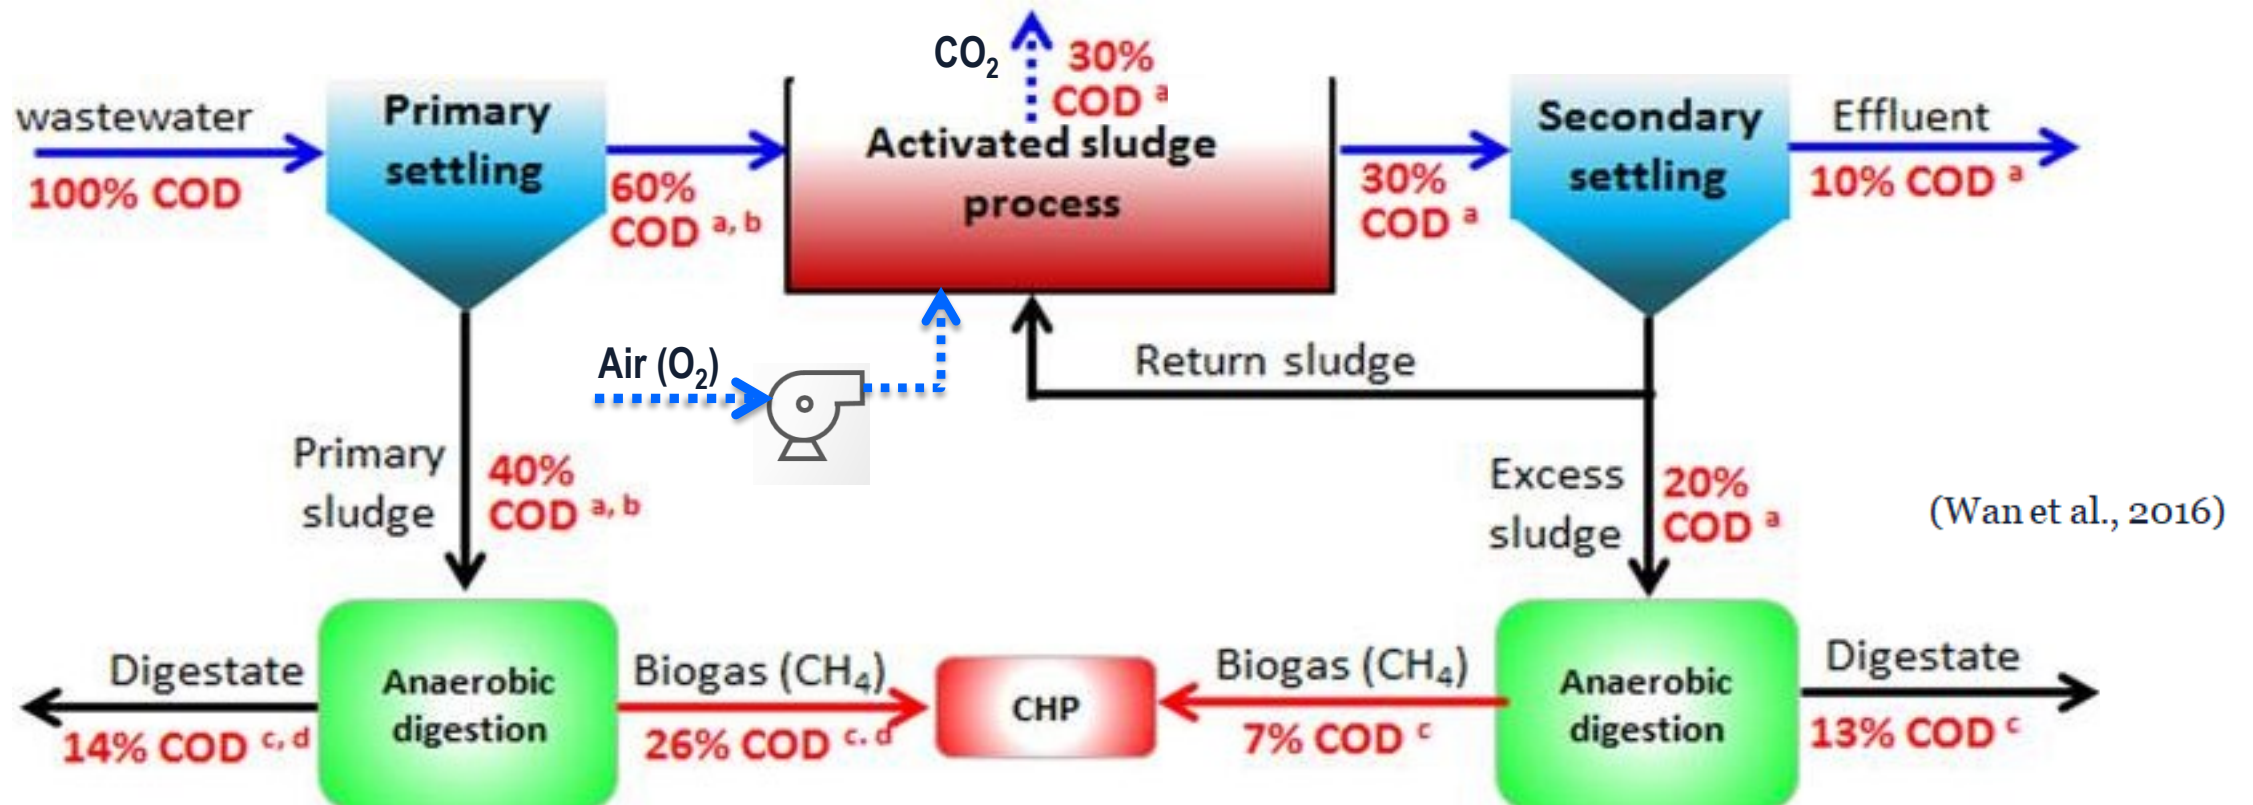 CO₂
30%
COD ᵃ
wastewater
100% COD
Primary
settling
60%
COD ᵃ,ᵇ
Activated sludge
process
30%
COD ᵃ
Secondary
settling
Effluent
10% COD ᵃ
Air (O₂)
Return sludge
Primary
sludge
40%
COD ᵃ,ᵇ
Excess
sludge
20%
COD ᵃ
(Wan et al., 2016)
Digestate
14% COD ᶜ,ᵈ
Anaerobic
digestion
Biogas (CH₄)
26% COD ᶜ·ᵈ
CHP
Biogas (CH₄)
7% COD ᶜ
Anaerobic
digestion
Digestate
13% COD ᶜ